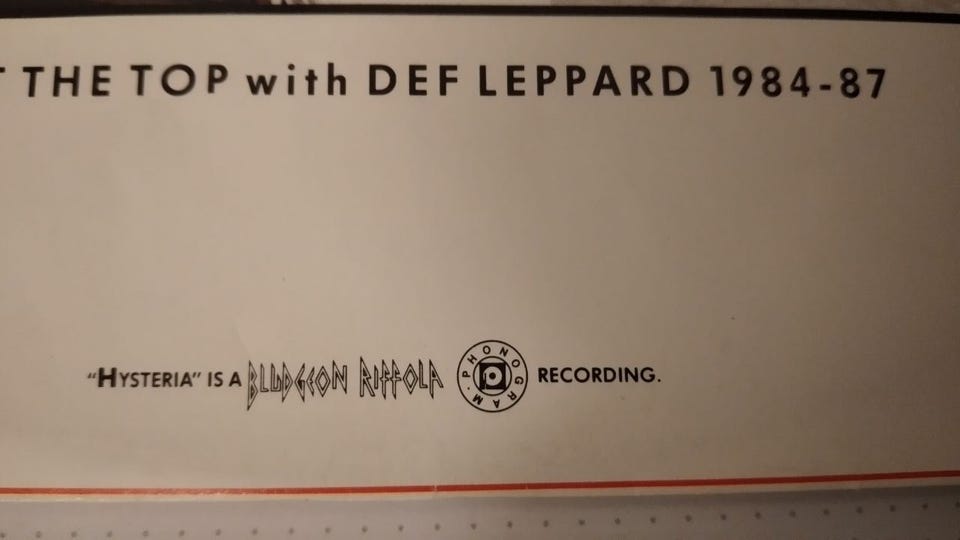 THE TOP with DEF LEPPARD 1984-87
"HYSTERIA" IS A BLUDGEON RIFFOLA PHONOGRAM RECORDING.